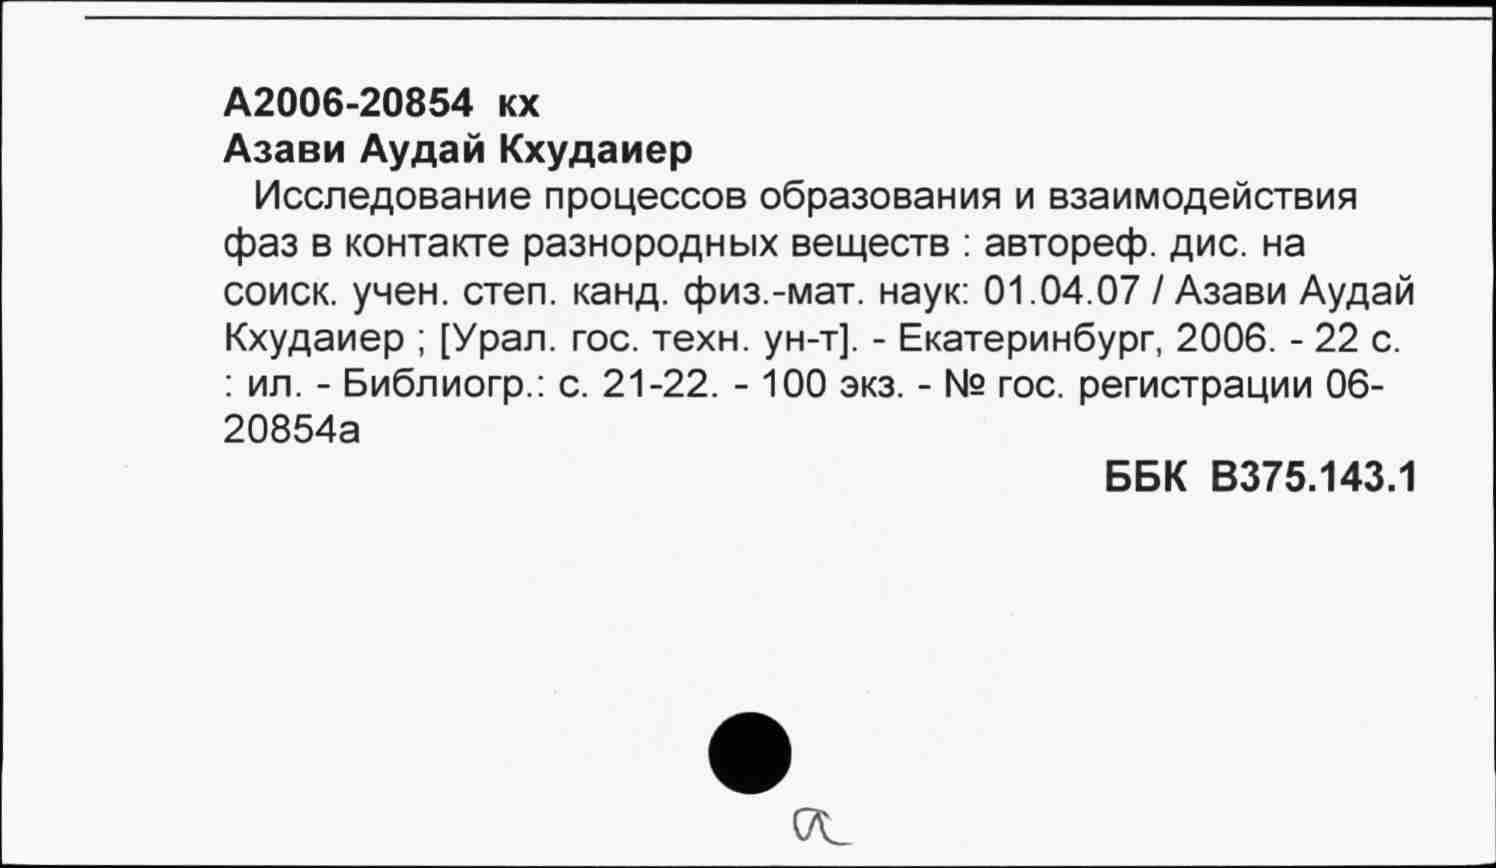 А2006-20854 кх
Азави Аудай Кхудаиер
Исследование процессов образования и взаимодействия
фаз в контакте разнородных веществ : автореф. дис. на
соиск. учен. степ. канд. физ.-мат. наук: 01.04.07 / Азави Аудай
Кхудаиер ; [Урал. гос. техн. ун-т]. - Екатеринбург, 2006. - 22 с.
: ил. - Библиогр.: с. 21-22. - 100 экз. - № гос. регистрации 06-
20854а
ББК В375.143.1